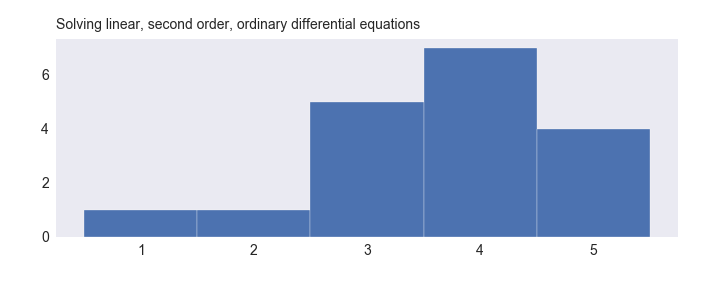 Solving linear, second order, ordinary differential equations
6
4
2
0
1 2 3 4 5